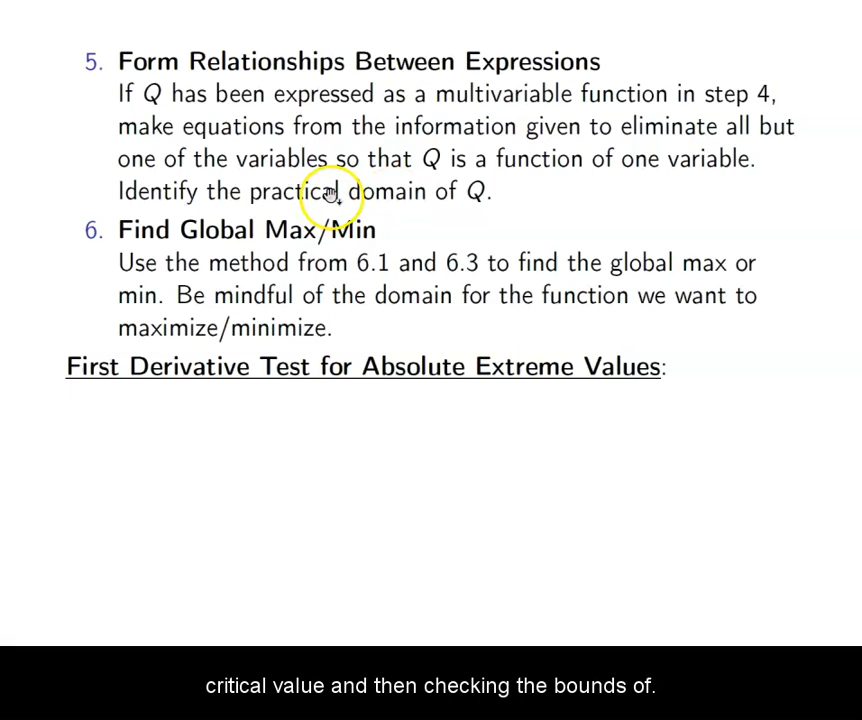 5. Form Relationships Between Expressions
If Q has been expressed as a multivariable function in step 4,
make equations from the information given to eliminate all but
one of the variables so that Q is a function of one variable.
Identify the practical domain of Q.
6. Find Global Max/Min
Use the method from 6.1 and 6.3 to find the global max or
min. Be mindful of the domain for the function we want to
maximize/minimize.
First Derivative Test for Absolute Extreme Values:
critical value and then checking the bounds of.